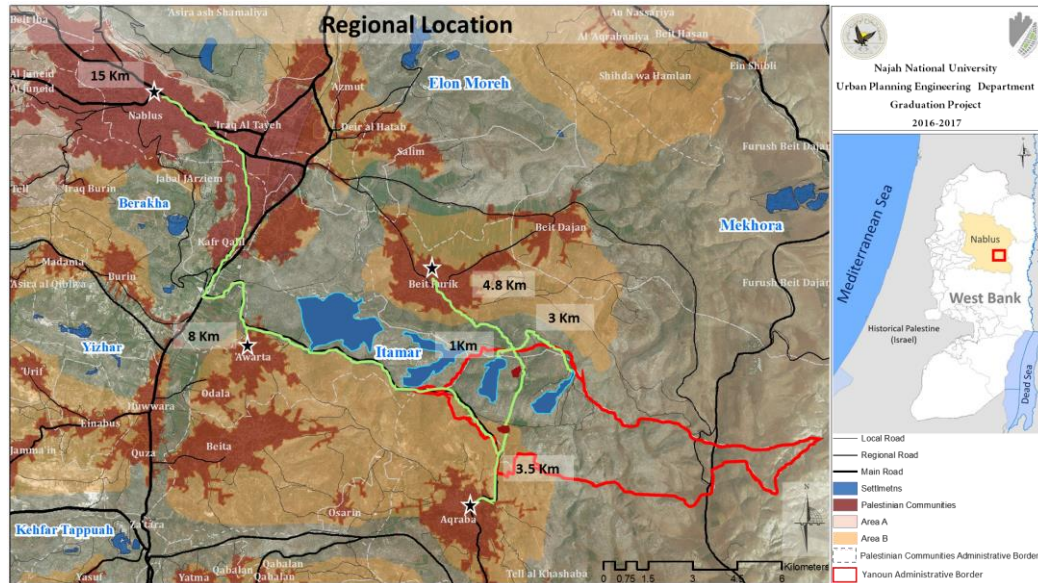 Regional Location
Beit Iba
'Asira ash Shamaliya
An Nassariya
Beit Hasan
Al 'Aqrabaniya
Ein Shibli
Shihda wa Hamlan
15 Km
Al Juneid
Al Juneid
Nablus
Azmut
Elon Moreh
'Iraq Al Tayeh
Deir al Hatab
Salim
Furush Beit Dajan
Tell
'Iraq Burin
Jabal JArziem
Berakha
Mekhora
Kafr Qalil
Beit Dajan
Madama
Burin
'Asira al Qibliya
Beit Furik
4.8 Km
Furush Beit Dajan
3 Km
8 Km
Yizhar
Awarta
Itamar
1Km
'Urif
Odala
Huwwara
'Einabus
Beita
Jamma'in
Quza
3.5 Km
Aqraba
Osarin
Kehfar Tappuah
Za'tara
Yasuf
Yatma
Qabalan
Qabalan
Qabalan
Tell al Khashaba
0 0.75 1.5 3 4.5 6
Kilometers
Najah National University
Urban Planning Engineering Department
Graduation Project
2016-2017
Mediterranean Sea
Nablus
West Bank
Historical Palestine
(Israel)
Dead Sea
Local Road
Regional Road
Main Road
Settlmetns
Palestinian Communities
Area A
Area B
Palestinian Communities Administrative Border
Yanoun Administrative Border